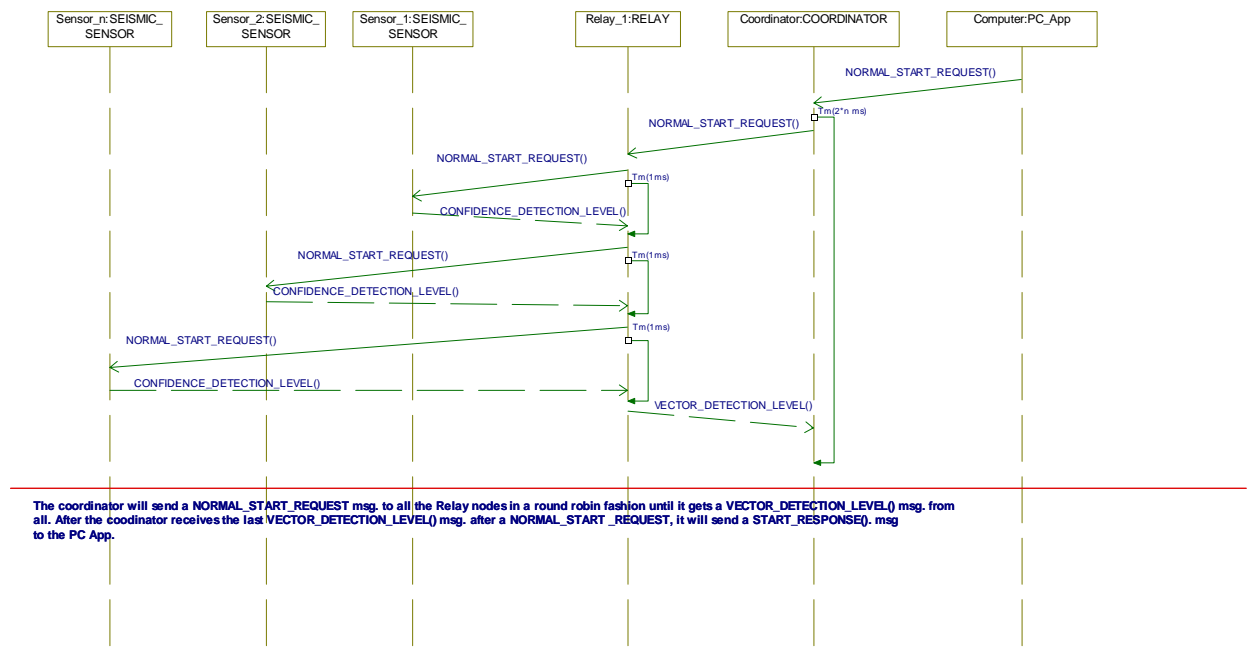 Sensor_n:SEISMIC_
SENSOR
Sensor_2:SEISMIC_
SENSOR
Sensor_1:SEISMIC_
SENSOR
Relay_1:RELAY
Coordinator:COORDINATOR
Computer:PC_App
NORMAL_START_REQUEST()
Tm(2*n ms)
NORMAL_START_REQUEST()
NORMAL_START_REQUEST()
Tm(1ms)
CONFIDENCE_DETECTION_LEVEL()
NORMAL_START_REQUEST()
Tm(1ms)
CONFIDENCE_DETECTION_LEVEL()
Tm(1ms)
NORMAL_START_REQUEST()
CONFIDENCE_DETECTION_LEVEL()
VECTOR_DETECTION_LEVEL()
The coordinator will send a NORMAL_START_REQUEST msg. to all the Relay nodes in a round robin fashion until it gets a VECTOR_DETECTION_LEVEL() msg. from
all. After the coodinator receives the last VECTOR_DETECTION_LEVEL() msg. after a NORMAL_START _REQUEST, it will send a START_RESPONSE(). msg
to the PC App.